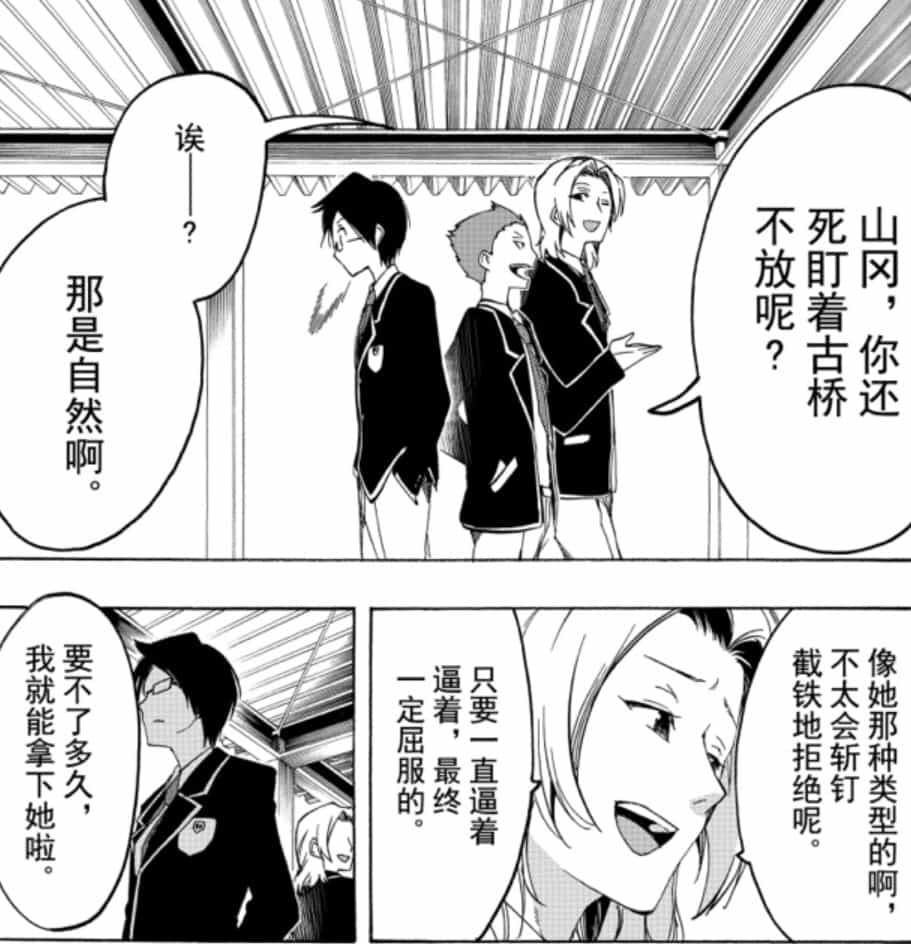 山冈，你还
死盯着古桥
不放呢？
诶——？
那是自然啊。
像她那种类型的啊，
不太会斩钉
截铁地拒绝呢。
只要一直逼着
逼着，最终
一定屈服的。
要不了多久，
我就能拿下她啦。